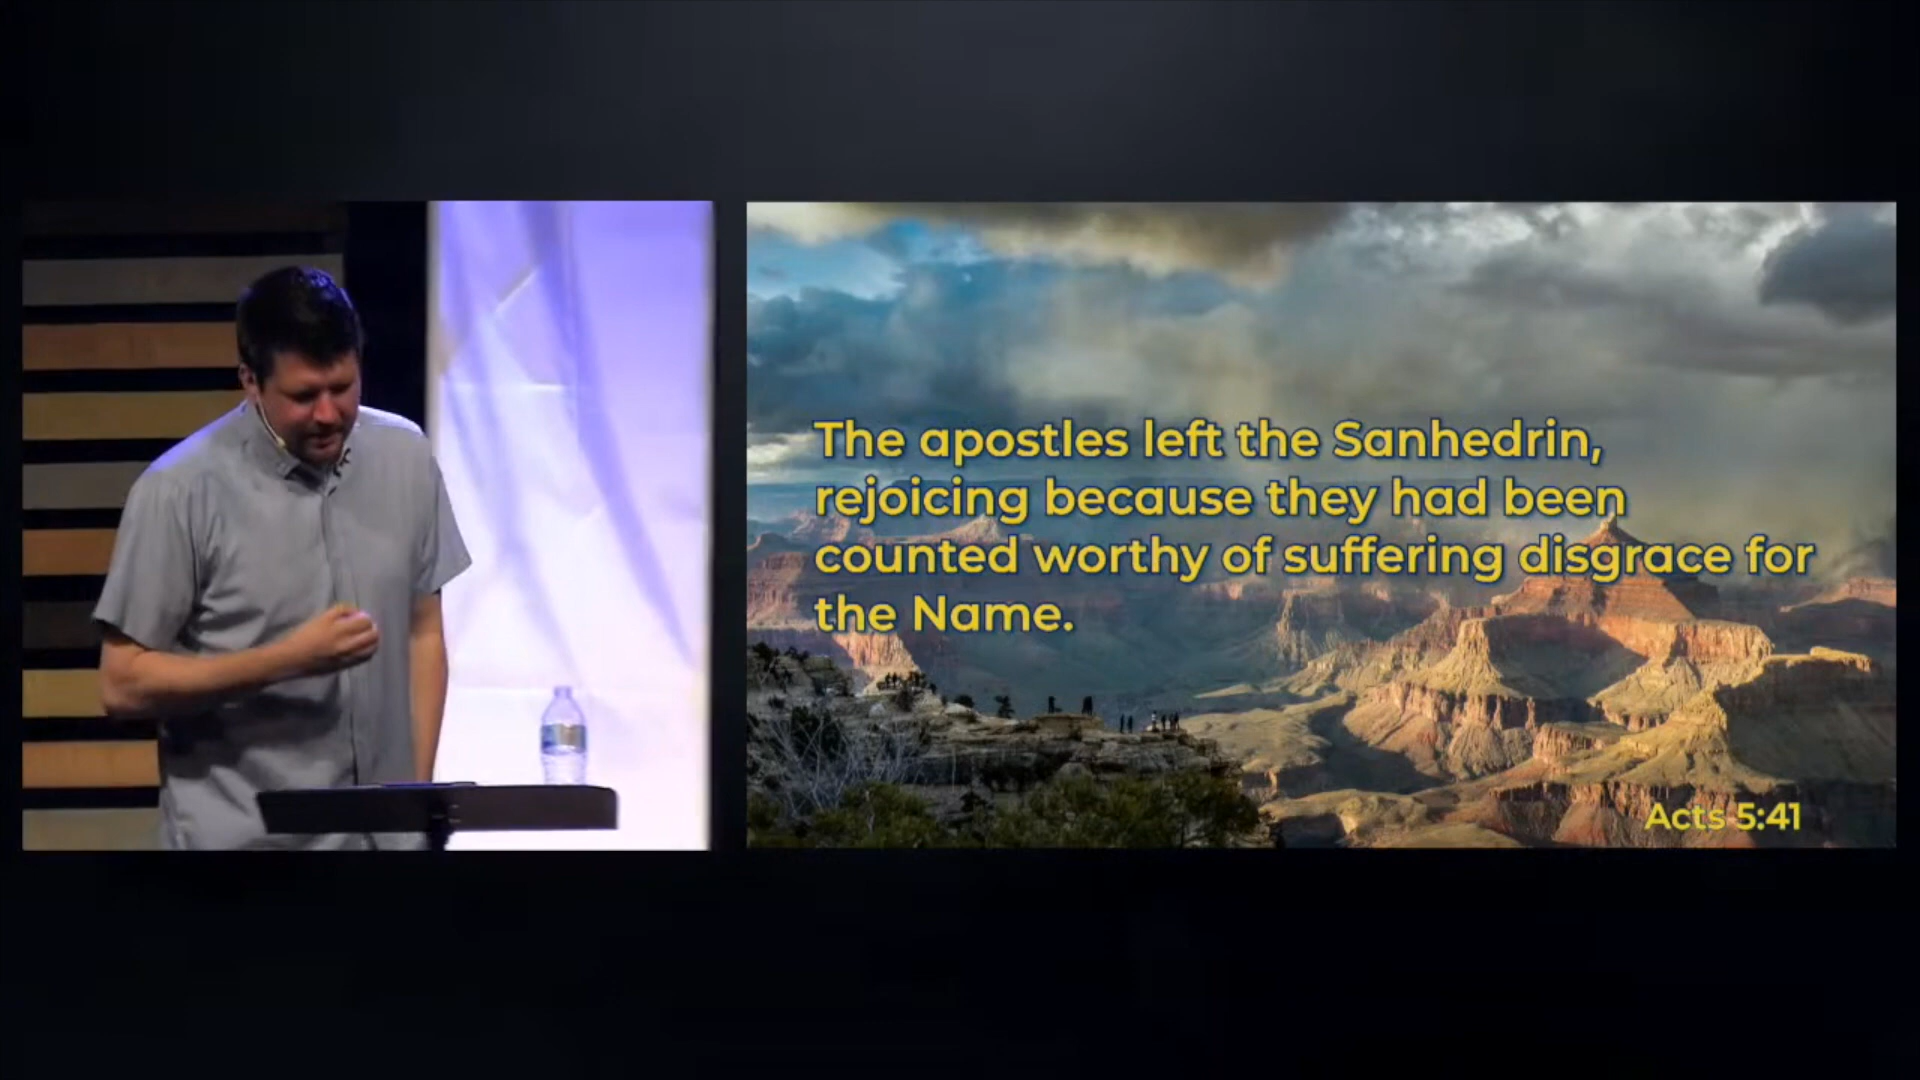 The apostles left the Sanhedrin,
rejoicing because they had been
counted worthy of suffering disgrace for
the Name.
Acts 5:41